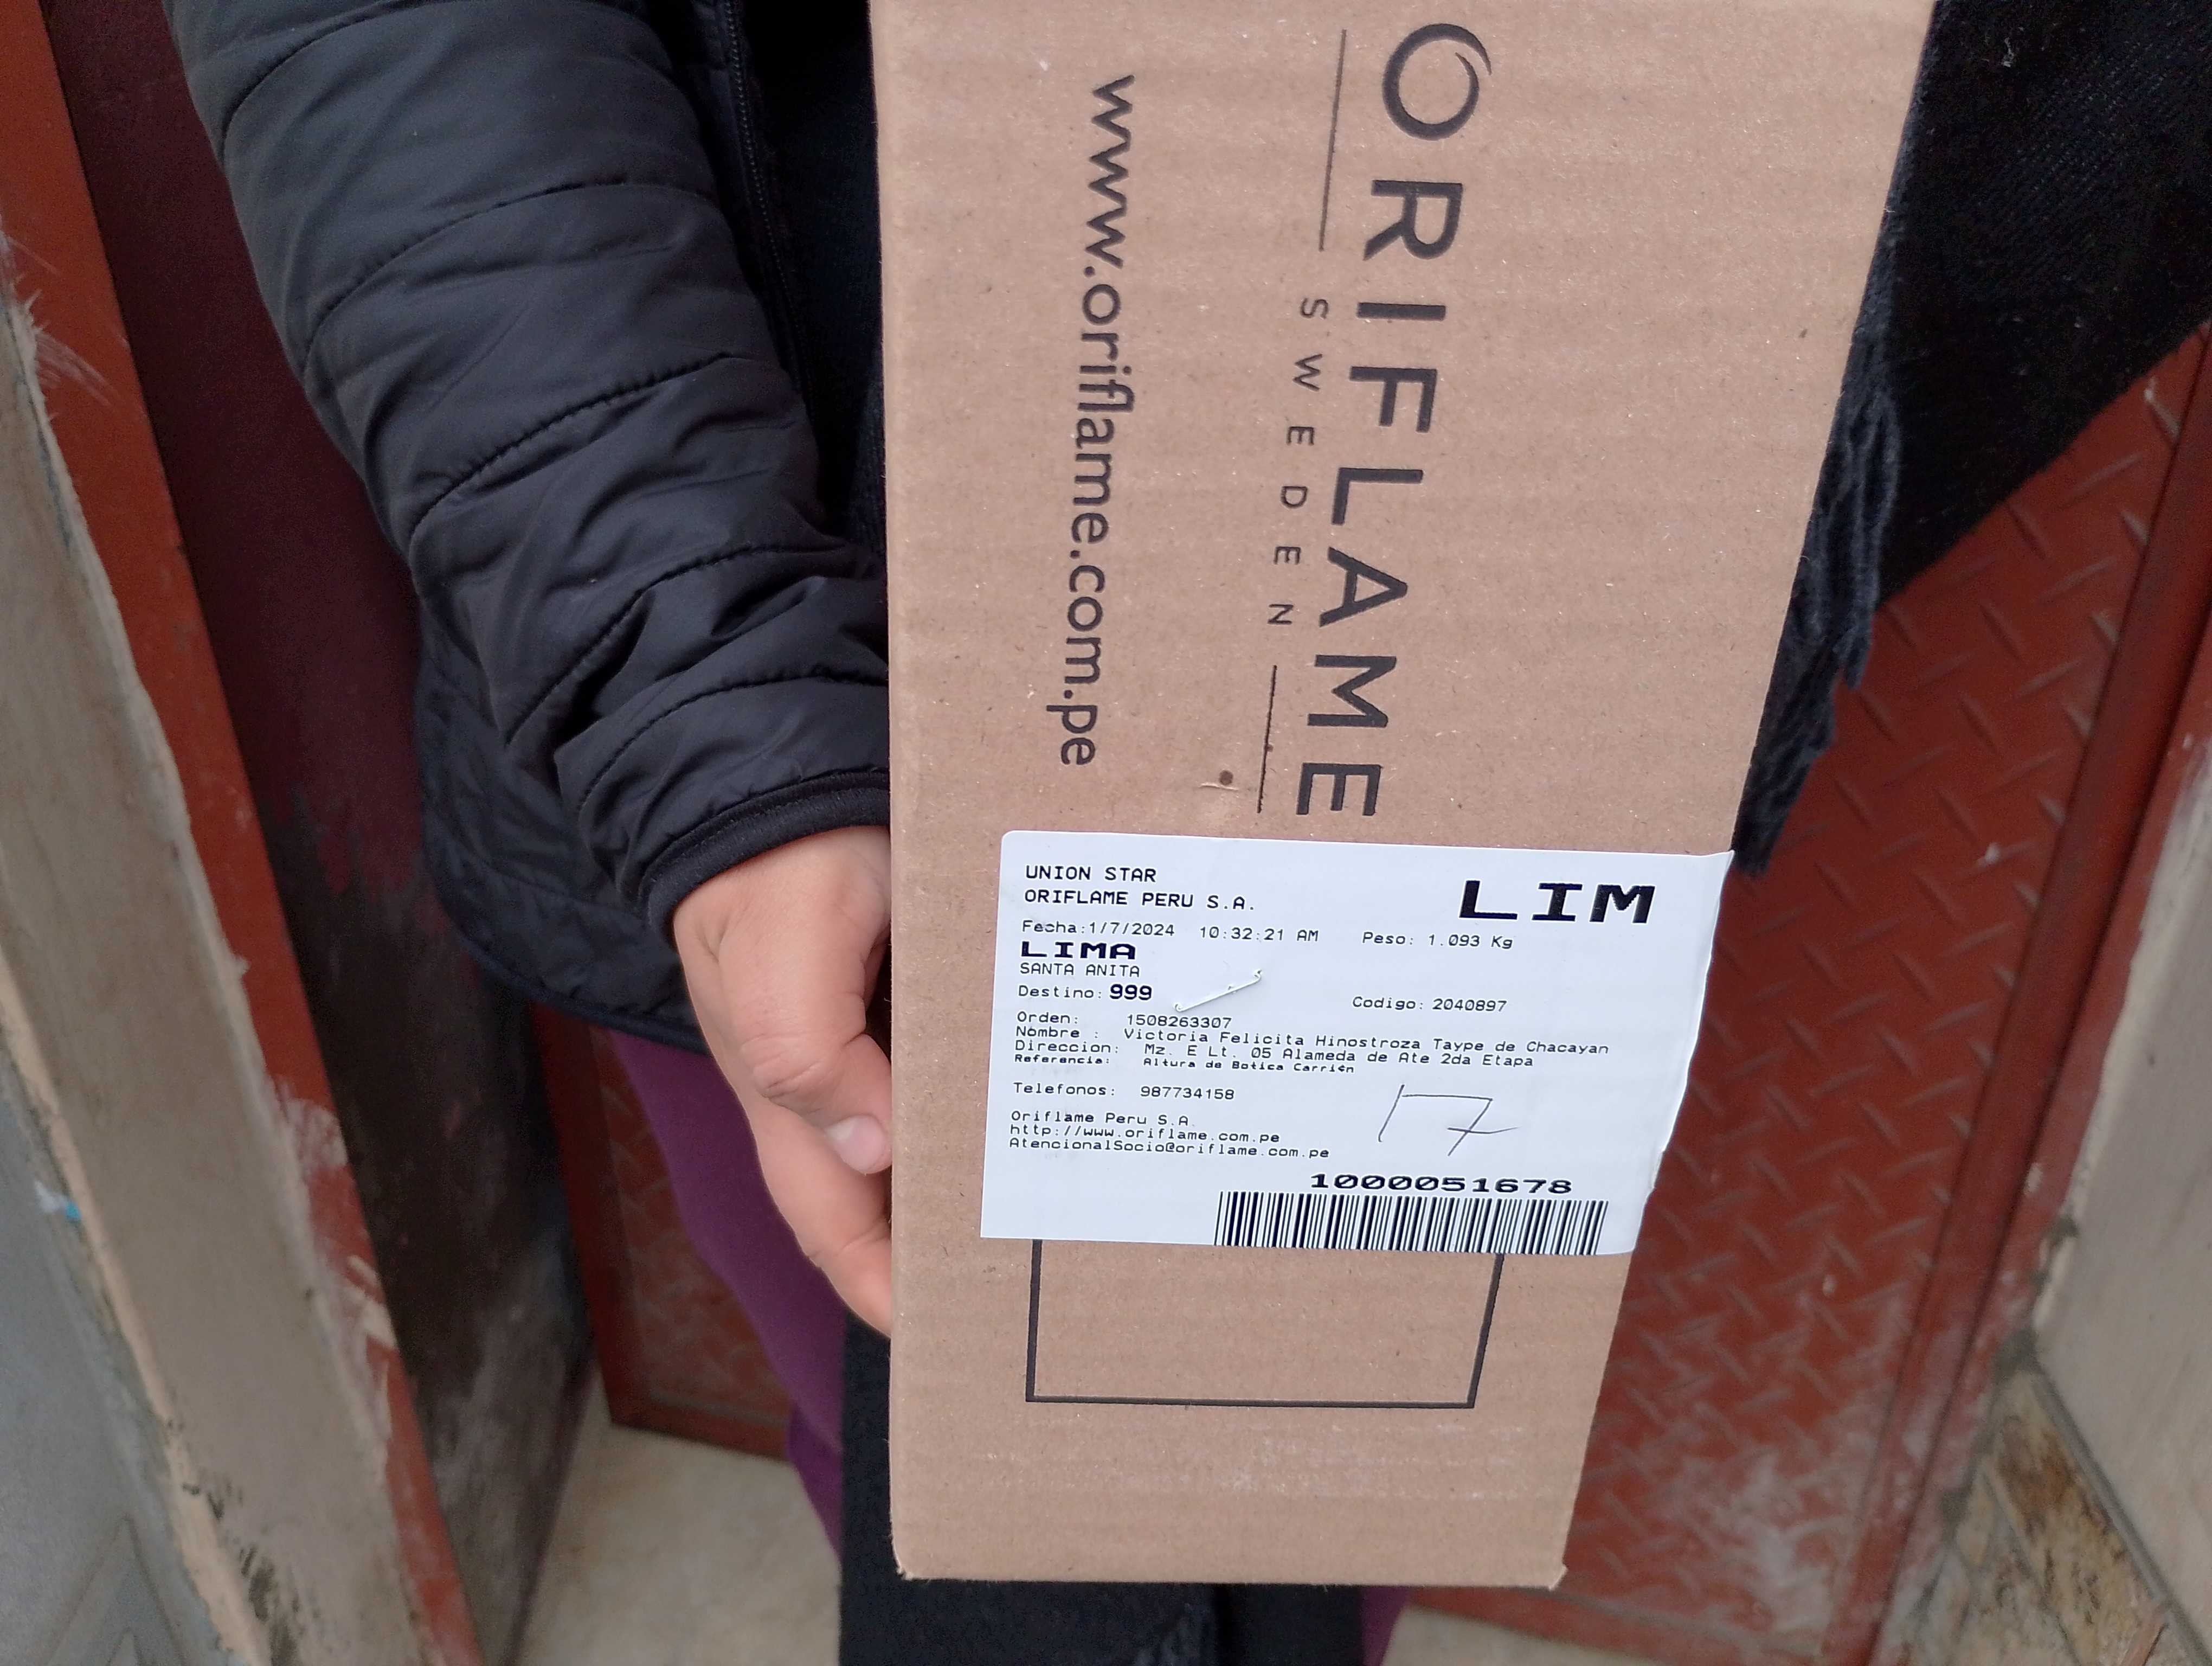 ORIFLAME
SWEDEN
www.oriflame.com.pe
UNION STAR
ORIFLAME PERU S.A.
LIM
Fecha:1/7/2024 10:32:21 AM Peso: 1.093 Kg
LIMA
SANTA ANITA
Destino: 999 Codigo: 2040897
Orden: 1508263307
Nombre : Victoria Felicita Hinostroza Taype de Chacayan
Direccion: Mz. E Lt. 05 Alameda de Ate 2da Etapa
Referencia: Altura de Botica Carrión
Telefonos: 987734158
17
Oriflame Peru S.A.
http://www.oriflame.com.pe
AtencionalSocio@oriflame.com.pe
1000051678